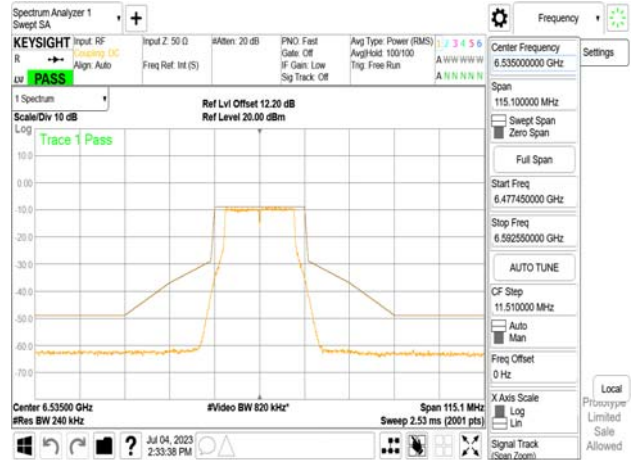 Spectrum Analyzer 1
Swept SA
Frequency
KEYSIGHT
R
LVI PASS
Input: RF
Coupling: DC
Align: Auto
Input Z: 50 Ω
Freq Ref: Int (S)
#Atten: 20 dB
PNO: Fast
Gate: Off
IF Gain: Low
Sig Track: Off
Avg Type: Power (RMS)
Avg|Hold: 100/100
Trig: Free Run
1 2 3 4 5 6
A W W W W W
A N N N N N
1 Spectrum
Scale/Div 10 dB
Ref Lvl Offset 12.20 dB
Ref Level 20.00 dBm
Log
Trace 1 Pass
10.0
0.00
-10.0
-20.0
-30.0
-40.0
-50.0
-60.0
-70.0
Center 6.53500 GHz
#Res BW 240 kHz
#Video BW 820 kHz*
Span 115.1 MHz
Sweep 2.53 ms (2001 pts)
Jul 04, 2023
2:33:38 PM
Center Frequency
6.535000000 GHz
Settings
Span
115.100000 MHz
Swept Span
Zero Span
Full Span
Start Freq
6.477450000 GHz
Stop Freq
6.592550000 GHz
AUTO TUNE
CF Step
11.510000 MHz
Auto
Man
Freq Offset
0 Hz
X Axis Scale
Log
Lin
Signal Track
(Span Zoom)
Local
Prototype
Limited
Sale
Allowed